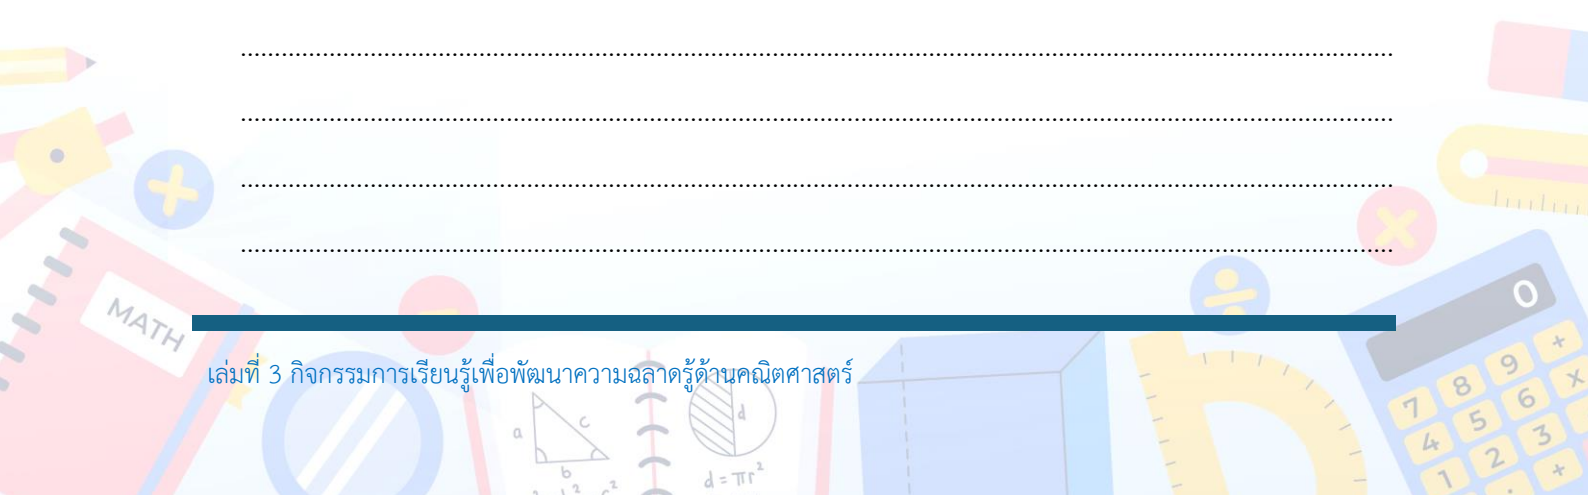 ................................................................................................................................................................
................................................................................................................................................................
................................................................................................................................................................
................................................................................................................................................................
MATH
0
เล่มที่ 3 กิจกรรมการเรียนรู้เพื่อพัฒนาความฉลาดรู้ด้านคณิตศาสตร์
a c d
b
d = πr²
7 8 9 +
4 5 6 x
1 2 3 +